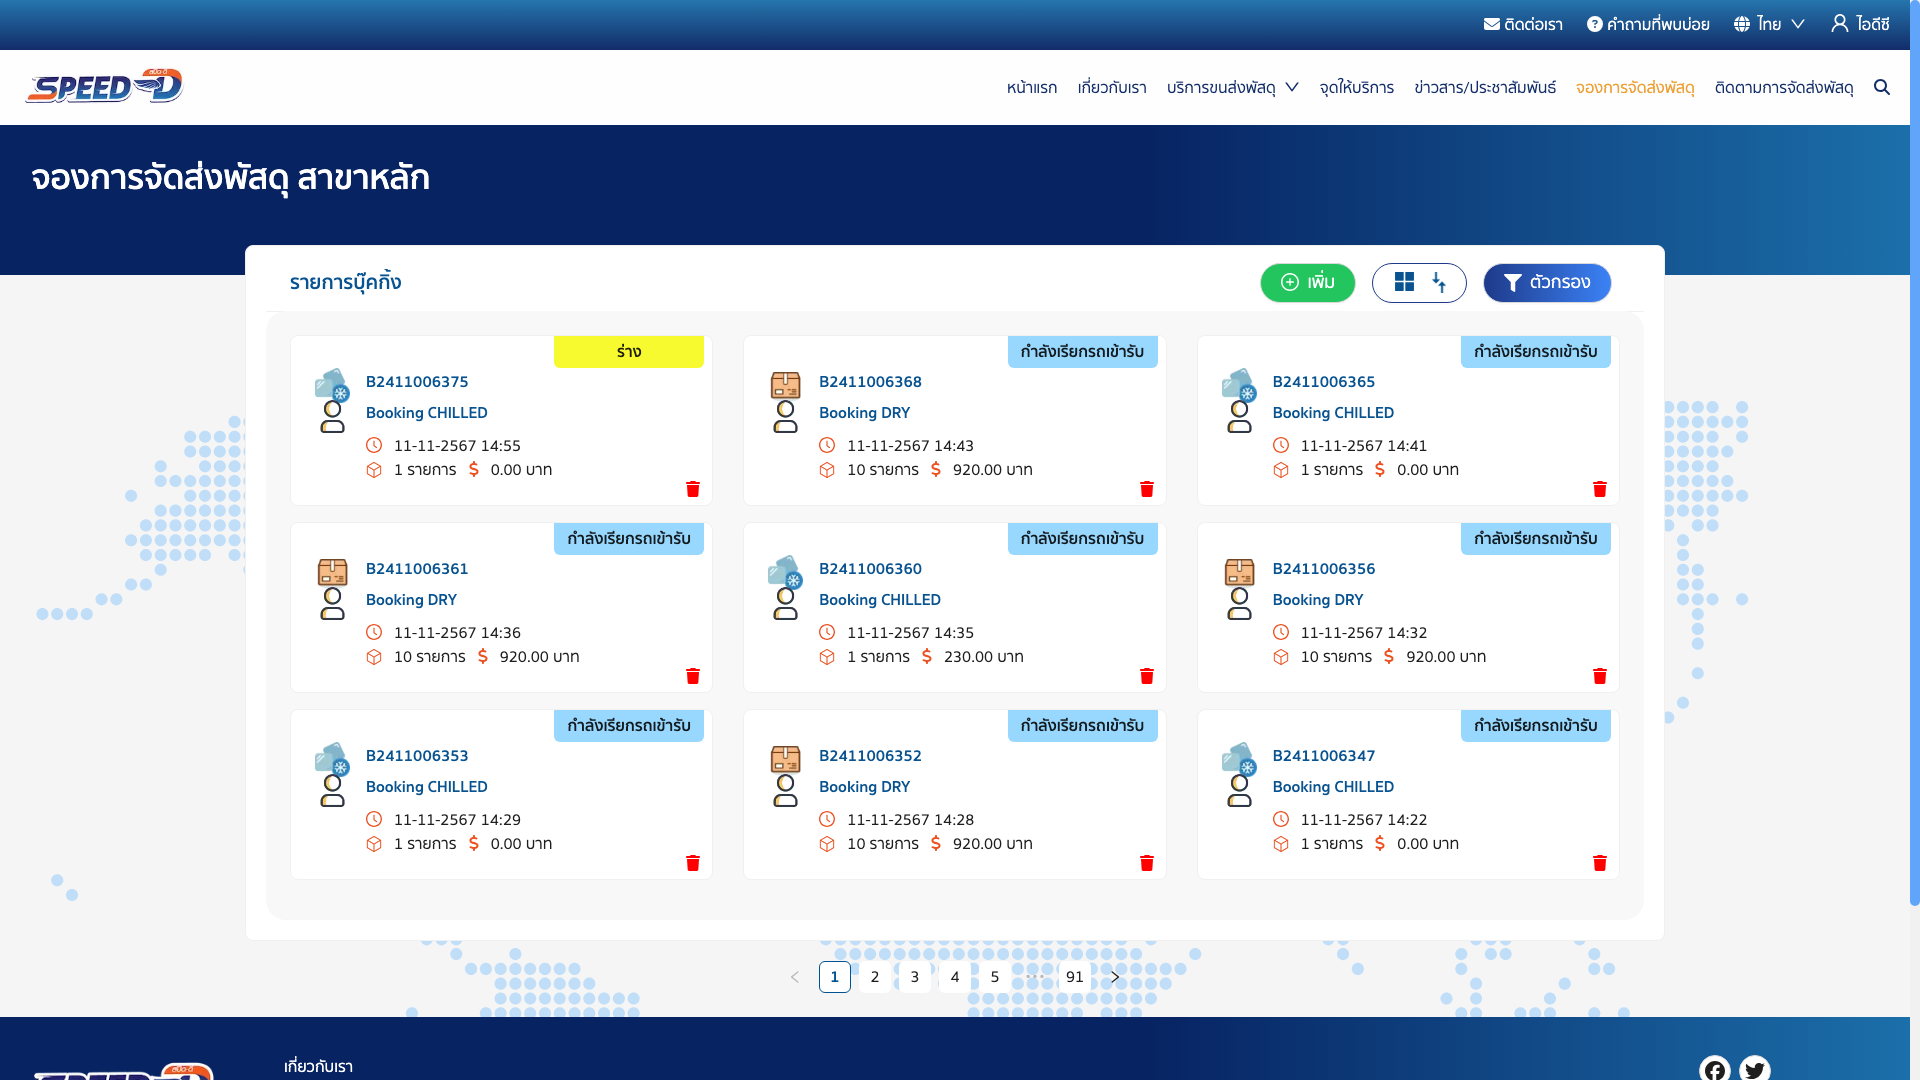 ติดต่อเรา คำถามที่พบบ่อย ไทย ไอดีซี
SPEED-D สปีด-ดี
หน้าแรก เกี่ยวกับเรา บริการขนส่งพัสดุ จุดให้บริการ ข่าวสาร/ประชาสัมพันธ์ จองการจัดส่งพัสดุ ติดตามการจัดส่งพัสดุ
จองการจัดส่งพัสดุ สาขาหลัก
รายการบุ๊คกิ้ง
เพิ่ม ตัวกรอง
ร่าง
B2411006375
Booking CHILLED
11-11-2567 14:55
1 รายการ $ 0.00 บาท
กำลังเรียกรถเข้ารับ
B2411006368
Booking DRY
11-11-2567 14:43
10 รายการ $ 920.00 บาท
กำลังเรียกรถเข้ารับ
B2411006365
Booking CHILLED
11-11-2567 14:41
1 รายการ $ 0.00 บาท
กำลังเรียกรถเข้ารับ
B2411006361
Booking DRY
11-11-2567 14:36
10 รายการ $ 920.00 บาท
กำลังเรียกรถเข้ารับ
B2411006360
Booking CHILLED
11-11-2567 14:35
1 รายการ $ 230.00 บาท
กำลังเรียกรถเข้ารับ
B2411006356
Booking DRY
11-11-2567 14:32
10 รายการ $ 920.00 บาท
กำลังเรียกรถเข้ารับ
B2411006353
Booking CHILLED
11-11-2567 14:29
1 รายการ $ 0.00 บาท
กำลังเรียกรถเข้ารับ
B2411006352
Booking DRY
11-11-2567 14:28
10 รายการ $ 920.00 บาท
กำลังเรียกรถเข้ารับ
B2411006347
Booking CHILLED
11-11-2567 14:22
1 รายการ $ 0.00 บาท
1 2 3 4 5 ••• 91
เกี่ยวกับเรา